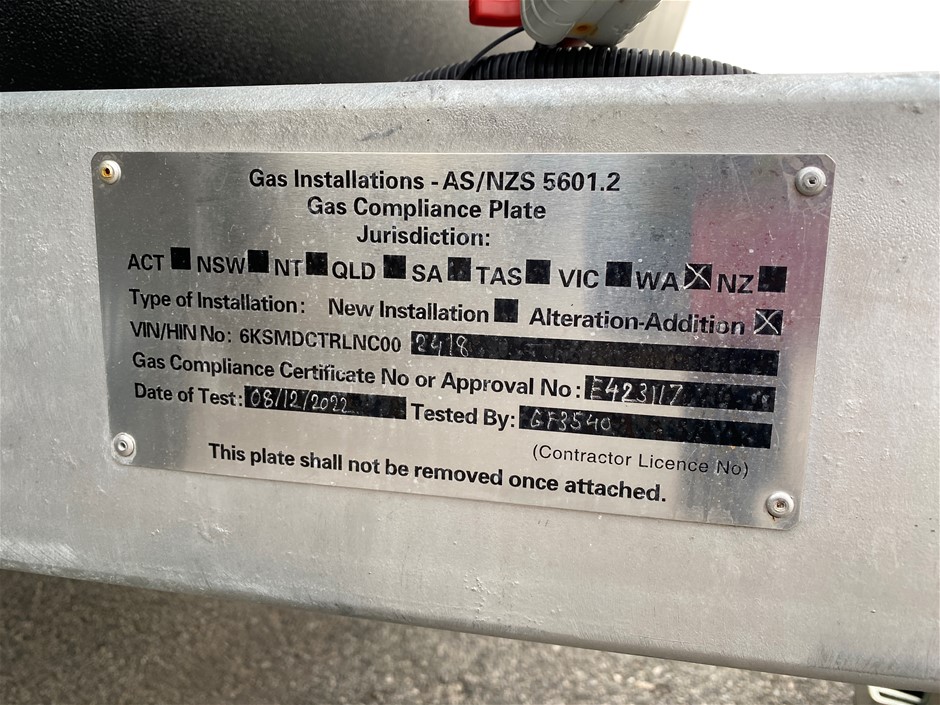 Gas Installations - AS/NZS 5601.2
Gas Compliance Plate
Jurisdiction:
ACT NSW NT QLD SA TAS VIC WA NZ
Type of Installation: New Installation Alteration-Addition
VIN/HIN No: 6KSMDCTRLNC00 2418
Gas Compliance Certificate No or Approval No: E423117
Date of Test: 08/12/2022 Tested By: GF3540
(Contractor Licence No)
This plate shall not be removed once attached.